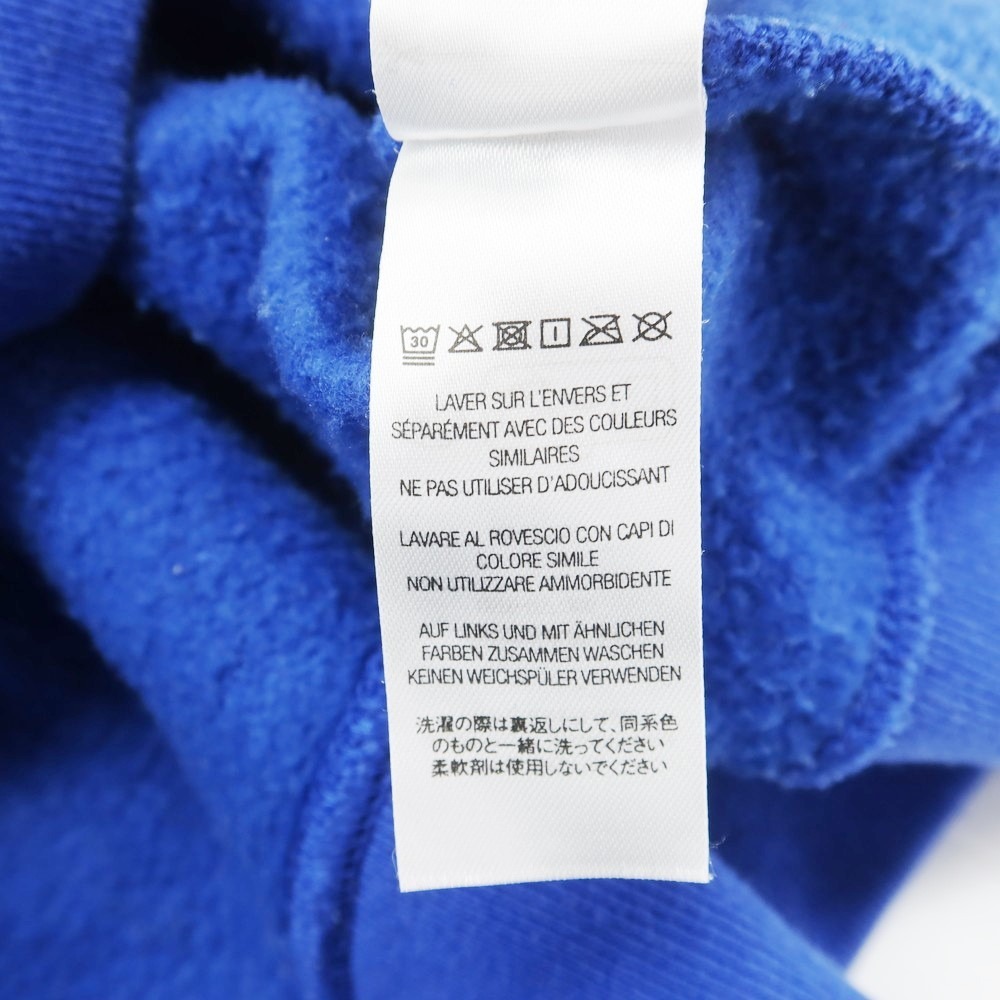 30
LAVER SUR L'ENVERS ET
SÉPARÉMENT AVEC DES COULEURS
SIMILAIRES
NE PAS UTILISER D'ADOUCISSANT
LAVARE AL ROVESCIO CON CAPI DI
COLORE SIMILE
NON UTILIZZARE AMMORBIDENTE
AUF LINKS UND MIT ÄHNLICHEN
FARBEN ZUSAMMEN WASCHEN
KEINEN WEICHSPÜLER VERWENDEN
洗濯の際は裏返しにして、同系色
のものと一緒に洗ってください
柔軟剤は使用しないでください